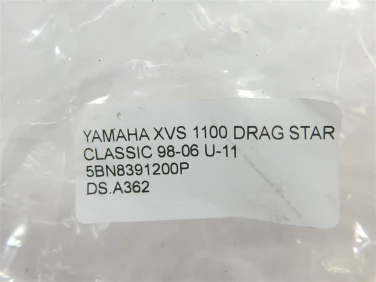 YAMAHA XVS 1100 DRAG STAR
CLASSIC 98-06 U-11
5BN8391200P
DS.A362